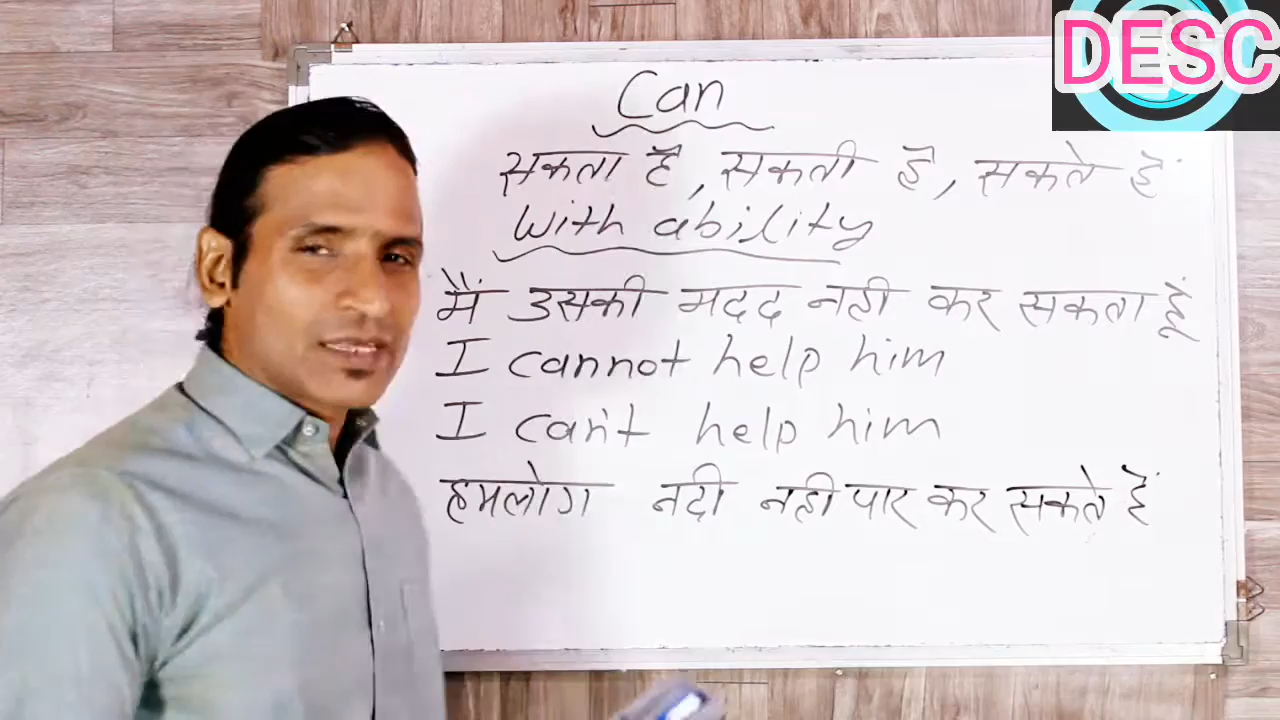 DESC
Can
सकता है, सकती है, सकते हैं
With ability
मैं उसकी मदद नही कर सकता हूं
I cannot help him
I can't help him
हमलोग नदी नही पार कर सकते हैं